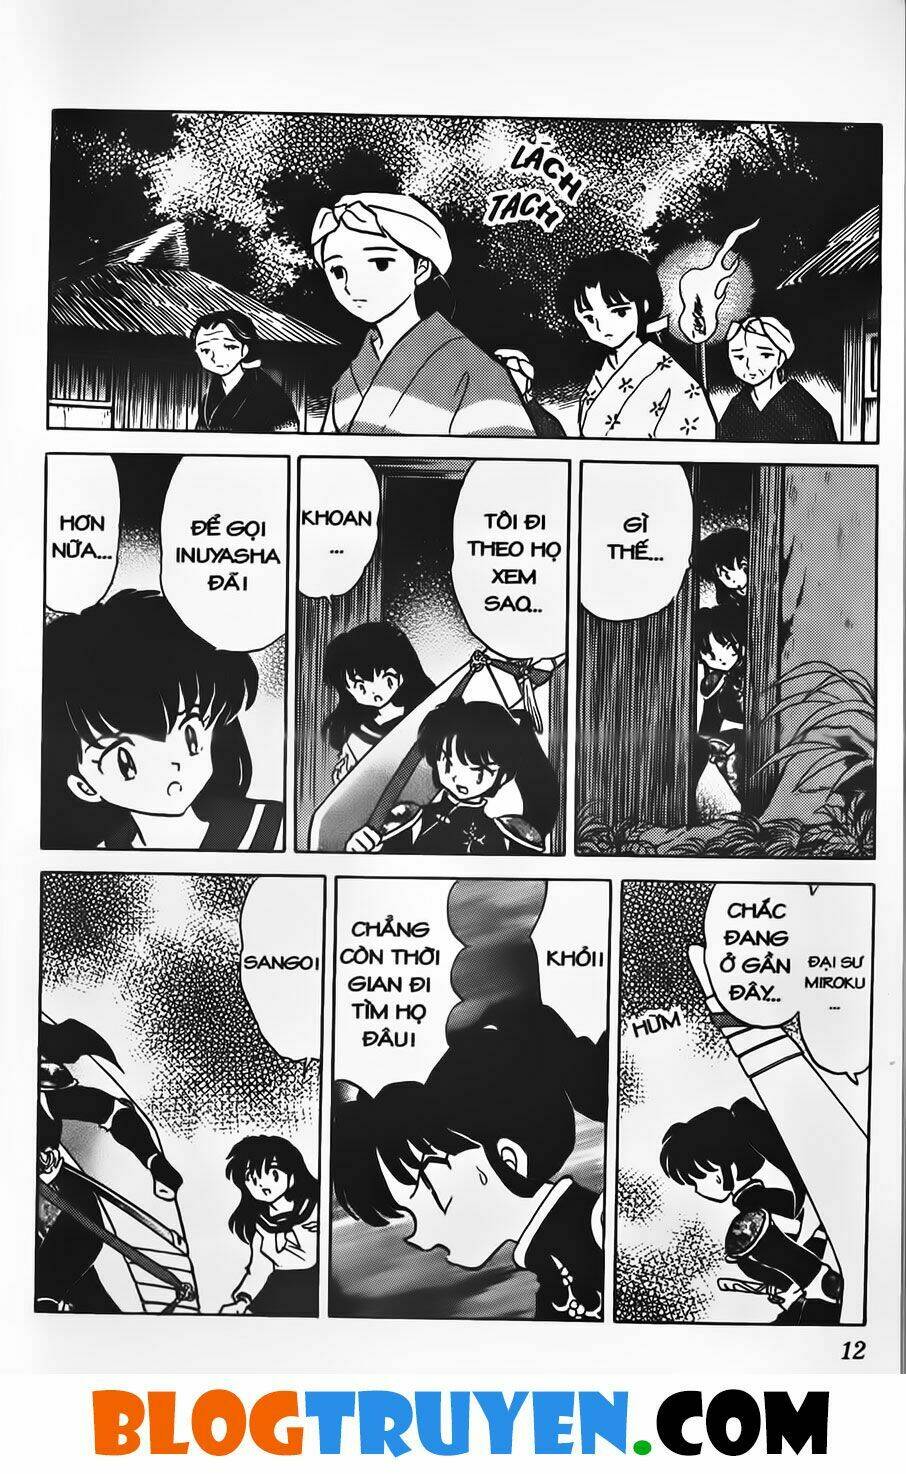 LÁCH
TÁCH
GÌ
THẾ...
TÔI ĐI
THEO HỌ
XEM
SAO...
KHOAN
...
ĐỂ GỌI
INUYASHA
ĐÃ!
HƠN
NỮA...
ĐẠI SƯ
MIROKU
...
CHẮC
ĐANG
Ở GẦN
ĐÂY...
HỪM
KHỎI!
CHẲNG
CÒN THỜI
GIAN ĐI
TÌM HỌ
ĐÂU!
SANGO!
12
BLOGTRUYEN.COM